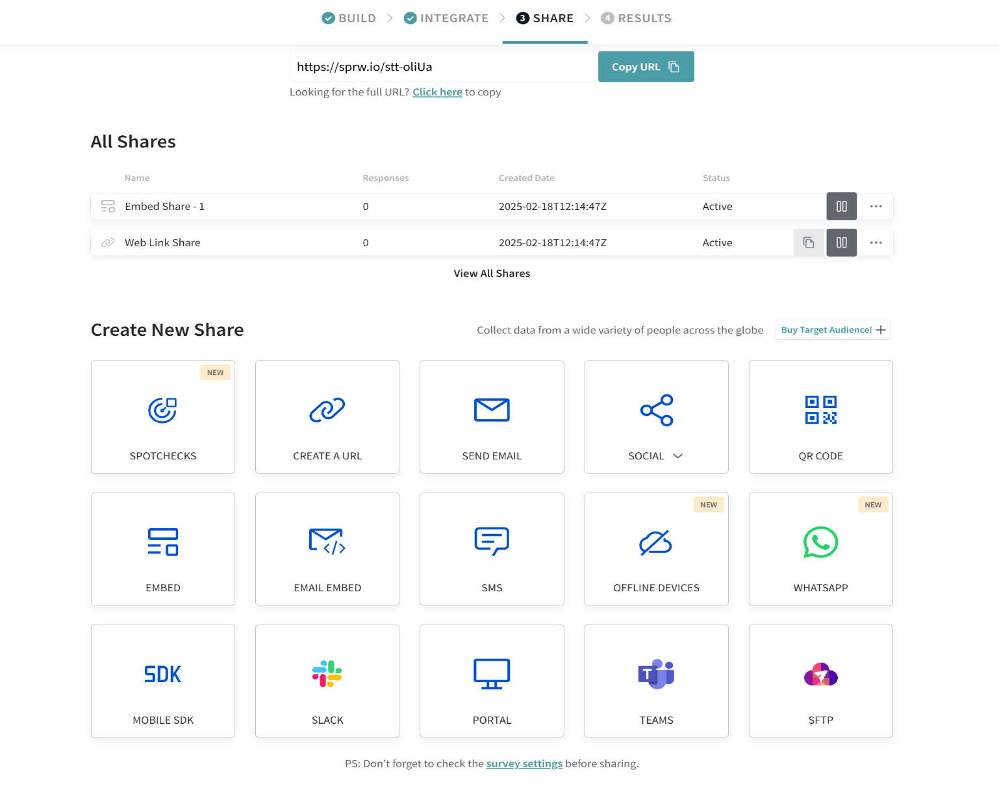 BUILD > INTEGRATE > 3 SHARE > 4 RESULTS
https://sprw.io/stt-oliUa Copy URL
Looking for the full URL? Click here to copy
All Shares
Name Responses Created Date Status
Embed Share - 1 0 2025-02-18T12:14:47Z Active
Web Link Share 0 2025-02-18T12:14:47Z Active
View All Shares
Create New Share Collect data from a wide variety of people across the globe Buy Target Audience! +
NEW
SPOTCHECKS CREATE A URL SEND EMAIL SOCIAL QR CODE
NEW NEW
EMBED EMAIL EMBED SMS OFFLINE DEVICES WHATSAPP
SDK T
MOBILE SDK SLACK PORTAL TEAMS SFTP
PS: Don’t forget to check the survey settings before sharing.